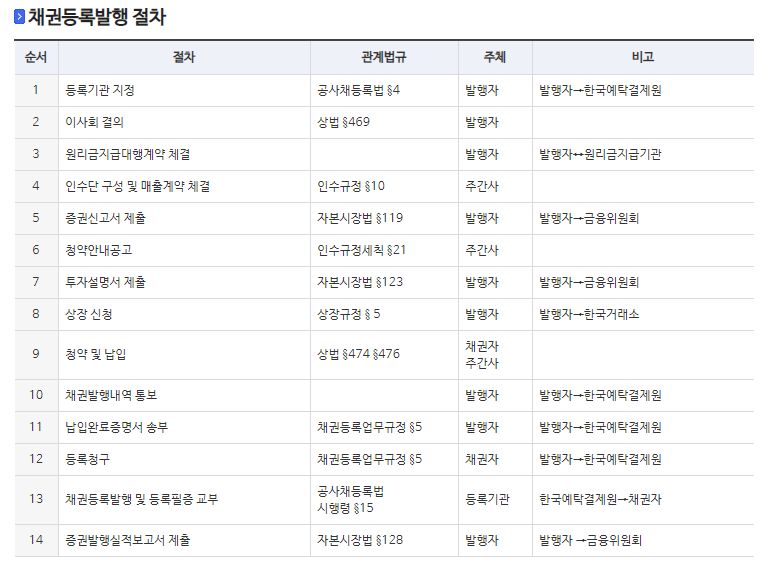 채권등록발행 절차
순서 절차 관계법규 주체 비고
1 등록기관 지정 공사채등록법 §4 발행자 발행자→한국예탁결제원
2 이사회 결의 상법 §469 발행자
3 원리금지급대행계약 체결 발행자 발행자↔원리금지급기관
4 인수단 구성 및 매출계약 체결 인수규정 §10 주간사
5 증권신고서 제출 자본시장법 §119 발행자 발행자→금융위원회
6 청약안내공고 인수규정세칙 §21 주간사
7 투자설명서 제출 자본시장법 §123 발행자 발행자→금융위원회
8 상장 신청 상장규정 § 5 발행자 발행자→한국거래소
9 청약 및 납입 상법 §474 §476 채권자
주간사
10 채권발행내역 통보 발행자 발행자→한국예탁결제원
11 납입완료증명서 송부 채권등록업무규정 §5 발행자 발행자→한국예탁결제원
12 등록청구 채권등록업무규정 §5 채권자 발행자→한국예탁결제원
13 채권등록발행 및 등록필증 교부 공사채등록법
시행령 §15 등록기관 한국예탁결제원→채권자
14 증권발행실적보고서 제출 자본시장법 §128 발행자 발행자 →금융위원회